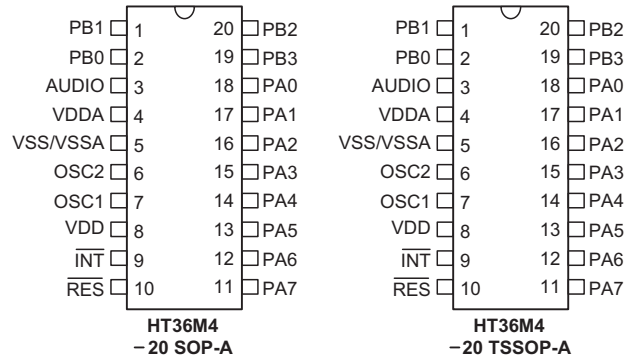 PB1 1 20 PB2
PB0 2 19 PB3
AUDIO 3 18 PA0
VDDA 4 17 PA1
VSS/VSSA 5 16 PA2
OSC2 6 15 PA3
OSC1 7 14 PA4
VDD 8 13 PA5
INT 9 12 PA6
RES 10 11 PA7
HT36M4
–20 SOP-A
PB1 1 20 PB2
PB0 2 19 PB3
AUDIO 3 18 PA0
VDDA 4 17 PA1
VSS/VSSA 5 16 PA2
OSC2 6 15 PA3
OSC1 7 14 PA4
VDD 8 13 PA5
INT 9 12 PA6
RES 10 11 PA7
HT36M4
–20 TSSOP-A